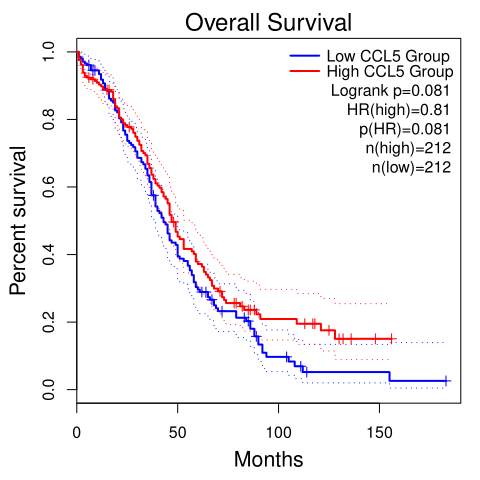 Overall Survival
Low CCL5 Group
High CCL5 Group
Logrank p=0.081
HR(high)=0.81
p(HR)=0.081
n(high)=212
n(low)=212
Percent survival
1.0
0.8
0.6
0.4
0.2
0.0
0 50 100 150
Months